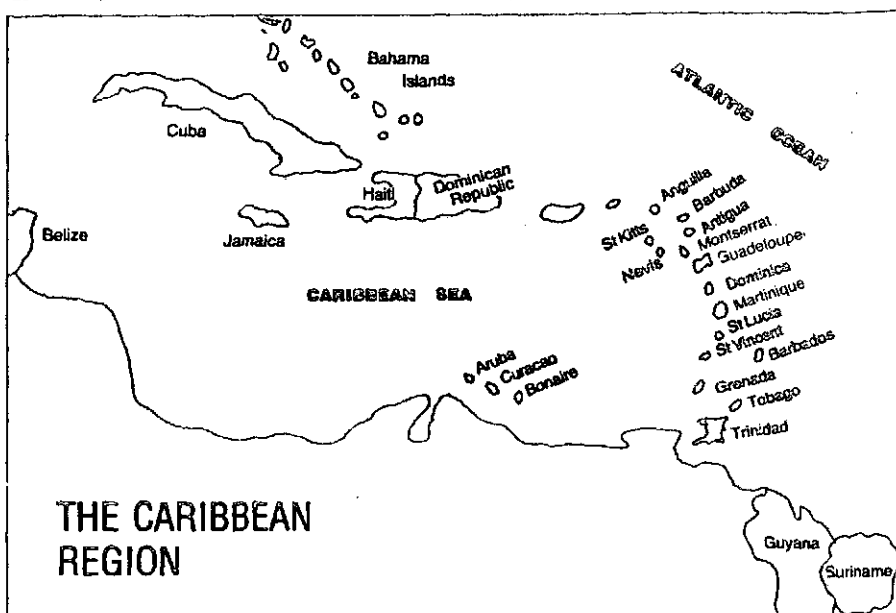 Bahama
Islands
ATLANTIC OCEAN
Cuba
Haiti
Dominican
Republic
Anguilla
Barbuda
Antigua
St Kitts
Montserrat
Nevis
Guadeloupe
Belize
Jamaica
Dominica
CARIBBEAN SEA
Martinique
St Lucia
St Vincent
Barbados
Aruba
Curacao
Bonaire
Grenada
Tobago
Trinidad
THE CARIBBEAN
REGION
Guyana
Suriname